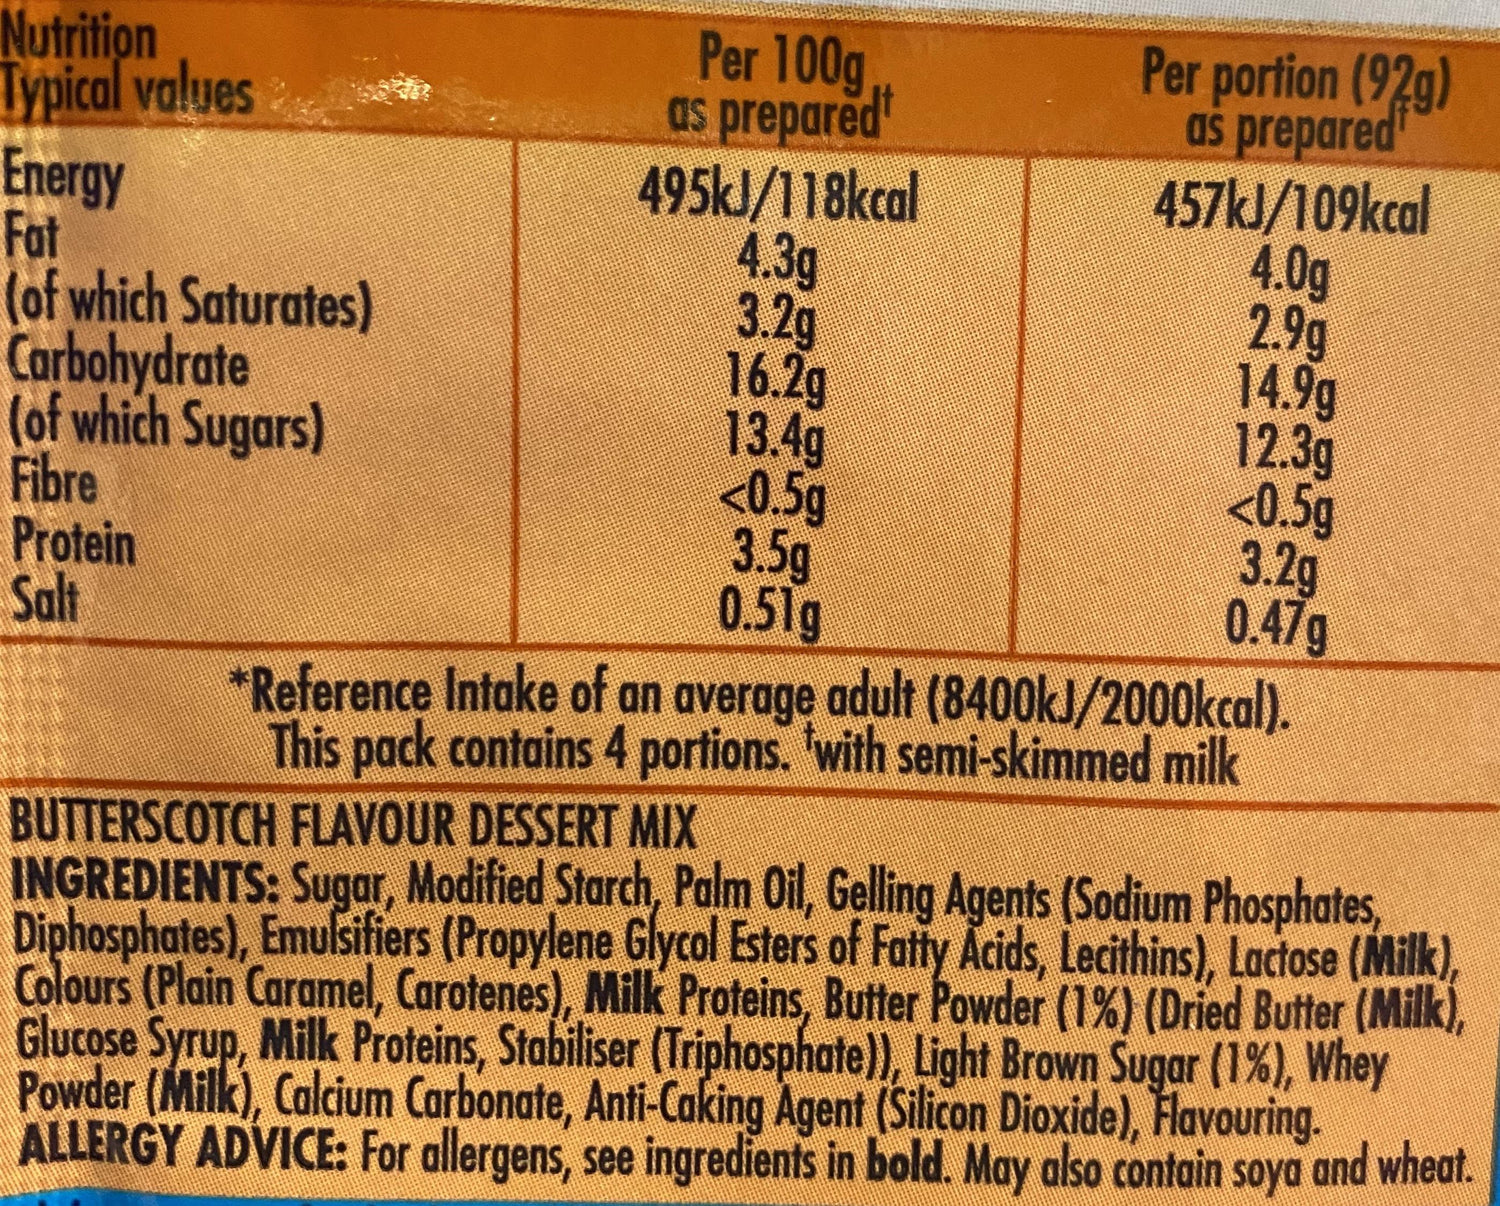 Nutrition
Typical values
Per 100g
as prepared†
Per portion (92g)
as prepared†
Energy 495kJ/118kcal 457kJ/109kcal
Fat 4.3g 4.0g
(of which Saturates) 3.2g 2.9g
Carbohydrate 16.2g 14.9g
(of which Sugars) 13.4g 12.3g
Fibre <0.5g <0.5g
Protein 3.5g 3.2g
Salt 0.51g 0.47g
*Reference Intake of an average adult (8400kJ/2000kcal).
This pack contains 4 portions. †with semi-skimmed milk
BUTTERSCOTCH FLAVOUR DESSERT MIX
INGREDIENTS: Sugar, Modified Starch, Palm Oil, Gelling Agents (Sodium Phosphates,
Diphosphates), Emulsifiers (Propylene Glycol Esters of Fatty Acids, Lecithins), Lactose (Milk),
Colours (Plain Caramel, Carotenes), Milk Proteins, Butter Powder (1%) (Dried Butter (Milk),
Glucose Syrup, Milk Proteins, Stabiliser (Triphosphate)), Light Brown Sugar (1%), Whey
Powder (Milk), Calcium Carbonate, Anti-Caking Agent (Silicon Dioxide), Flavouring.
ALLERGY ADVICE: For allergens, see ingredients in bold. May also contain soya and wheat.